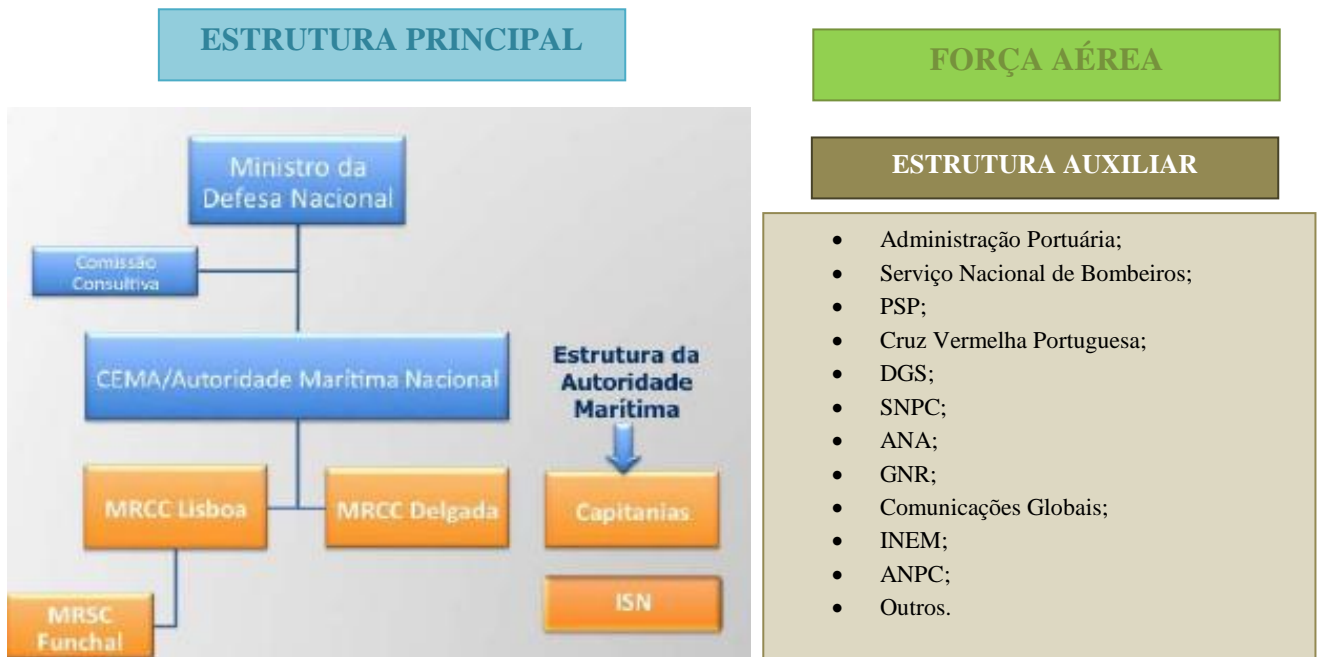 ESTRUTURA PRINCIPAL
Ministro da
Defesa Nacional
Comissão
Consultiva
CEMA/Autoridade Marítima Nacional
Estrutura da
Autoridade
Marítima
MRCC Lisboa
MRCC Delgada
Capitanias
MRSC
Funchal
ISN
FORÇA AÉREA
ESTRUTURA AUXILIAR
• Administração Portuária;
• Serviço Nacional de Bombeiros;
• PSP;
• Cruz Vermelha Portuguesa;
• DGS;
• SNPC;
• ANA;
• GNR;
• Comunicações Globais;
• INEM;
• ANPC;
• Outros.